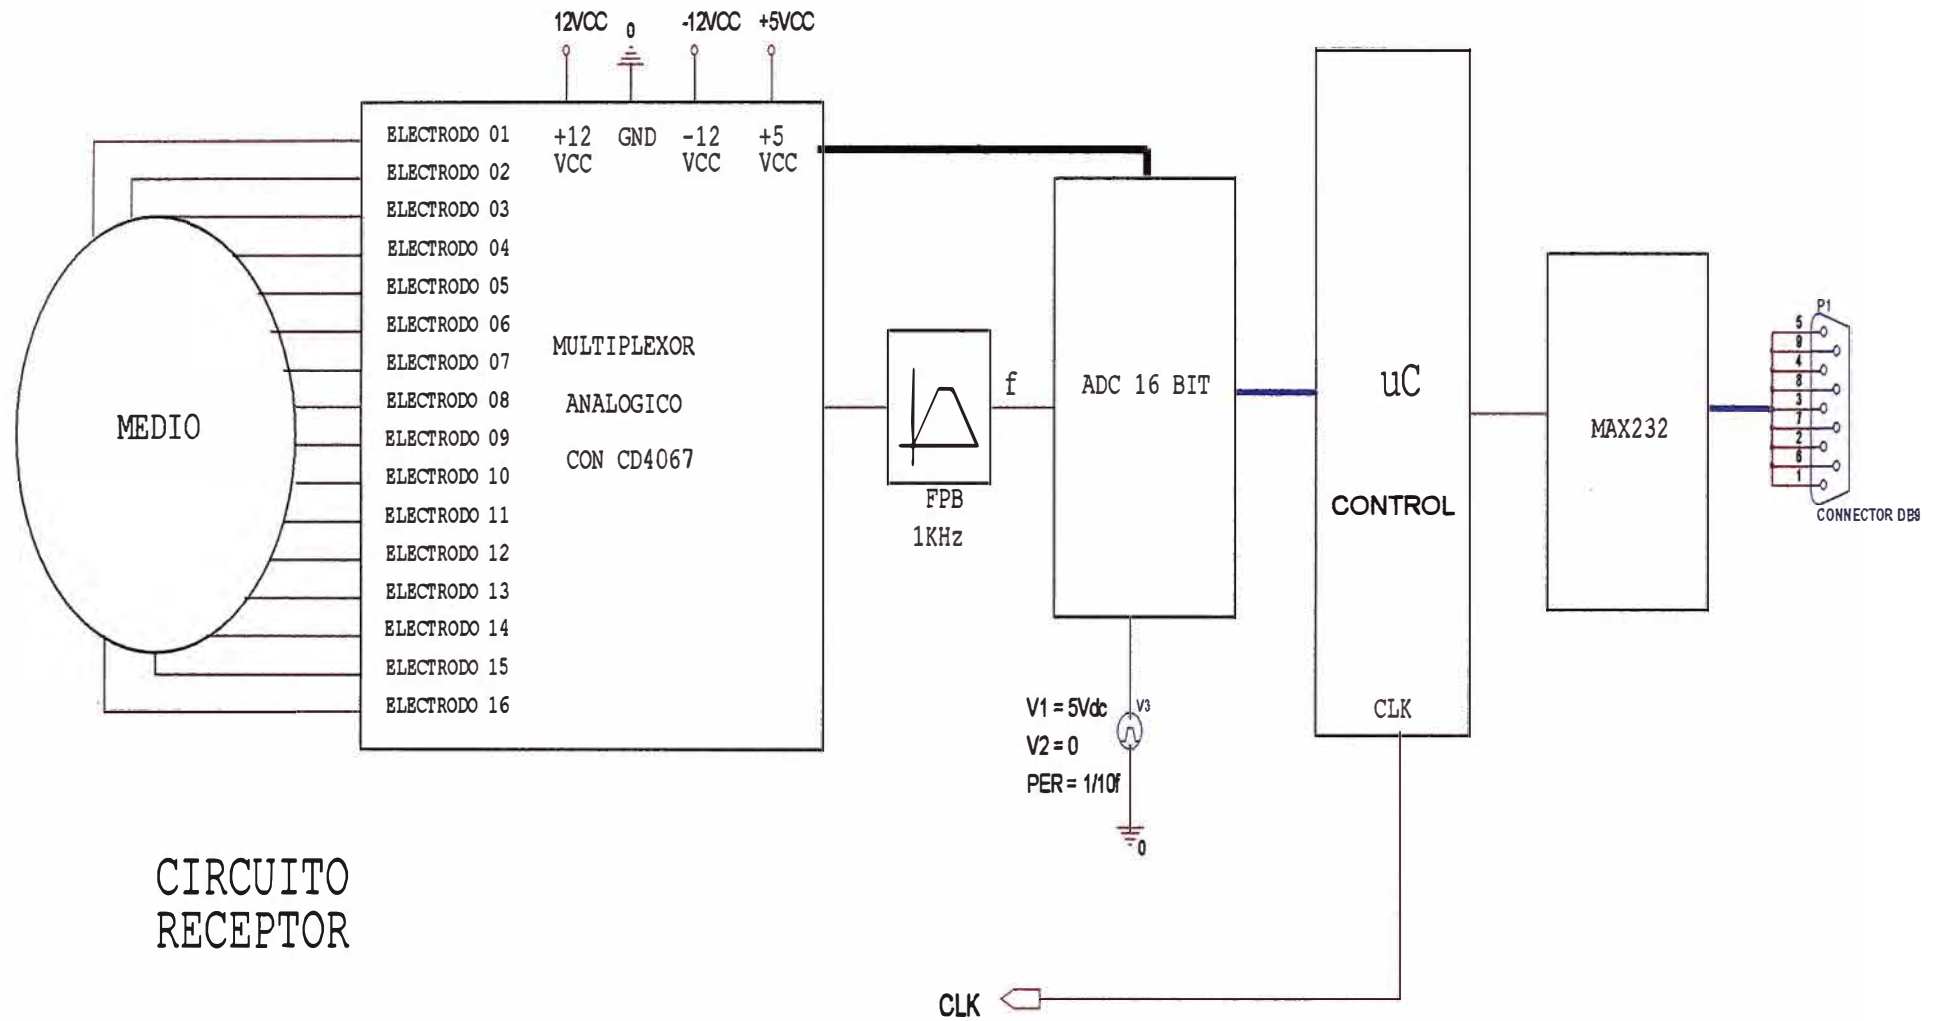 12VCC
0
-12VCC
+5VCC
ELECTRODO 01
ELECTRODO 02
ELECTRODO 03
ELECTRODO 04
ELECTRODO 05
ELECTRODO 06
ELECTRODO 07
ELECTRODO 08
ELECTRODO 09
ELECTRODO 10
ELECTRODO 11
ELECTRODO 12
ELECTRODO 13
ELECTRODO 14
ELECTRODO 15
ELECTRODO 16
+12
VCC
GND
-12
VCC
+5
VCC
MEDIO
MULTIPLEXOR
ANALOGICO
CON CD4067
FPB
1KHz
f
ADC 16 BIT
V1 = 5Vdc
V2 = 0
PER = 1/10f
V3
0
uC
CONTROL
CLK
MAX232
P1
5
9
4
8
3
7
2
6
1
CONNECTOR DB9
CIRCUITO
RECEPTOR
CLK